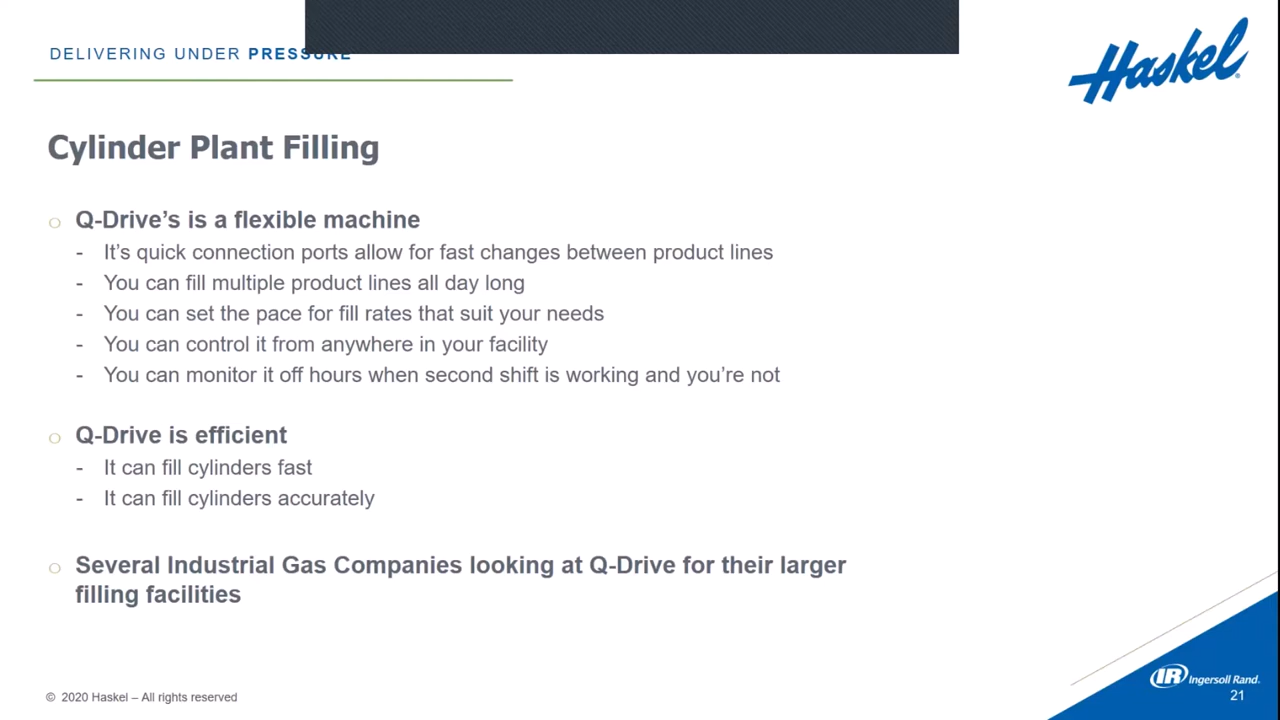 DELIVERING UNDER PRESSURE
Haskel
Cylinder Plant Filling
Q-Drive’s is a flexible machine
- It’s quick connection ports allow for fast changes between product lines
- You can fill multiple product lines all day long
- You can set the pace for fill rates that suit your needs
- You can control it from anywhere in your facility
- You can monitor it off hours when second shift is working and you’re not
Q-Drive is efficient
- It can fill cylinders fast
- It can fill cylinders accurately
Several Industrial Gas Companies looking at Q-Drive for their larger
filling facilities
© 2020 Haskel – All rights reserved
IR Ingersoll Rand.
21